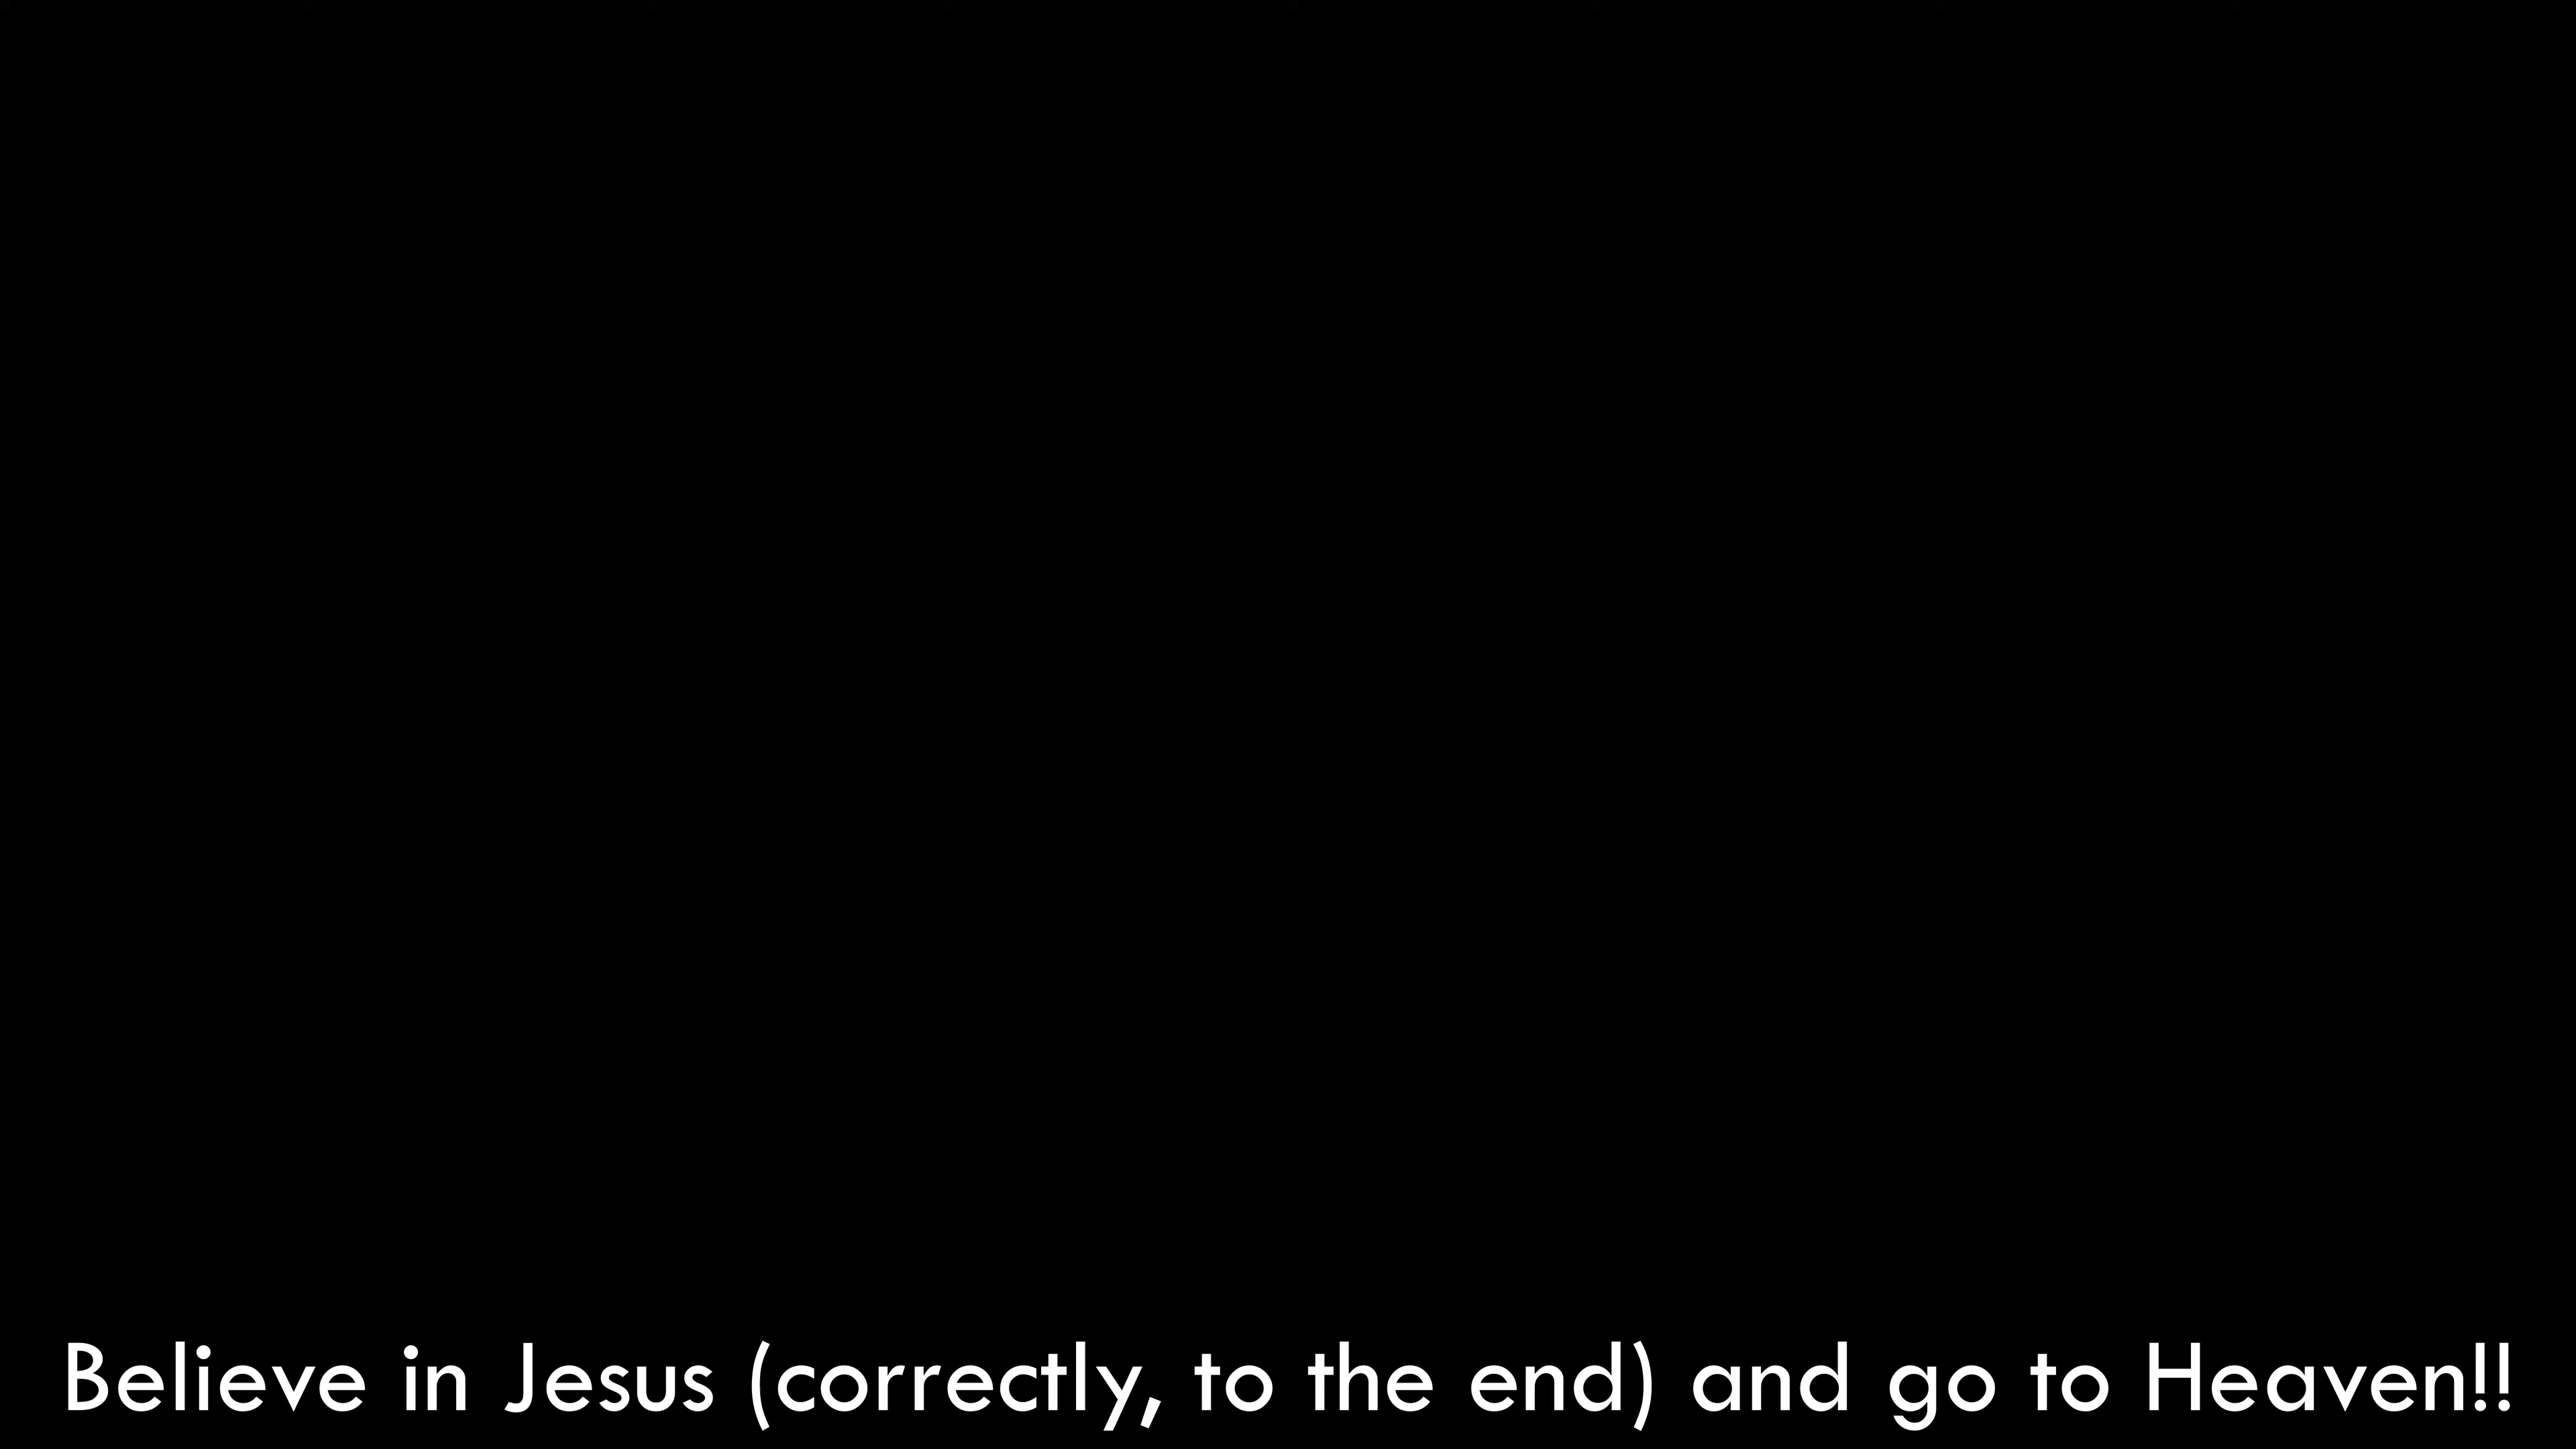 Believe in Jesus (correctly, to the end) and go to Heaven!!